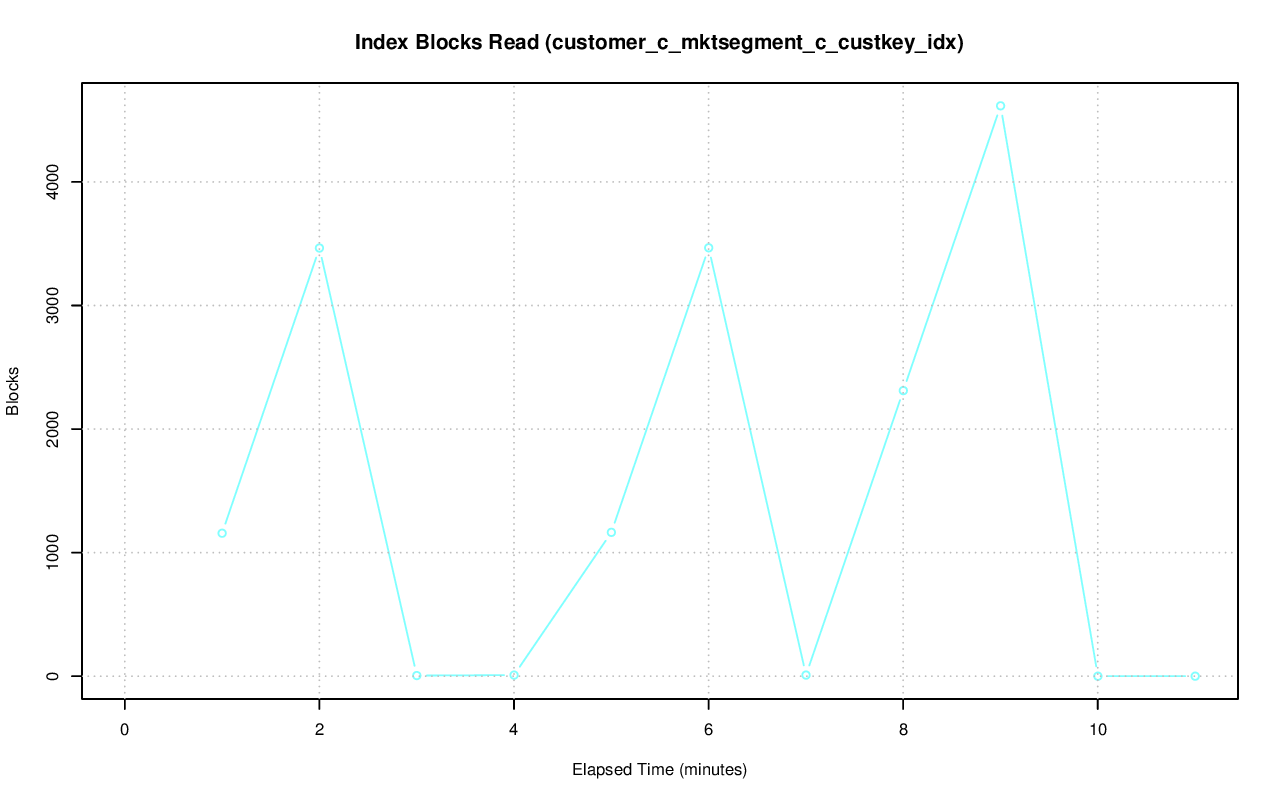 Index Blocks Read (customer_c_mktsegment_c_custkey_idx)
Blocks
4000
3000
2000
1000
0
0 2 4 6 8 10
Elapsed Time (minutes)